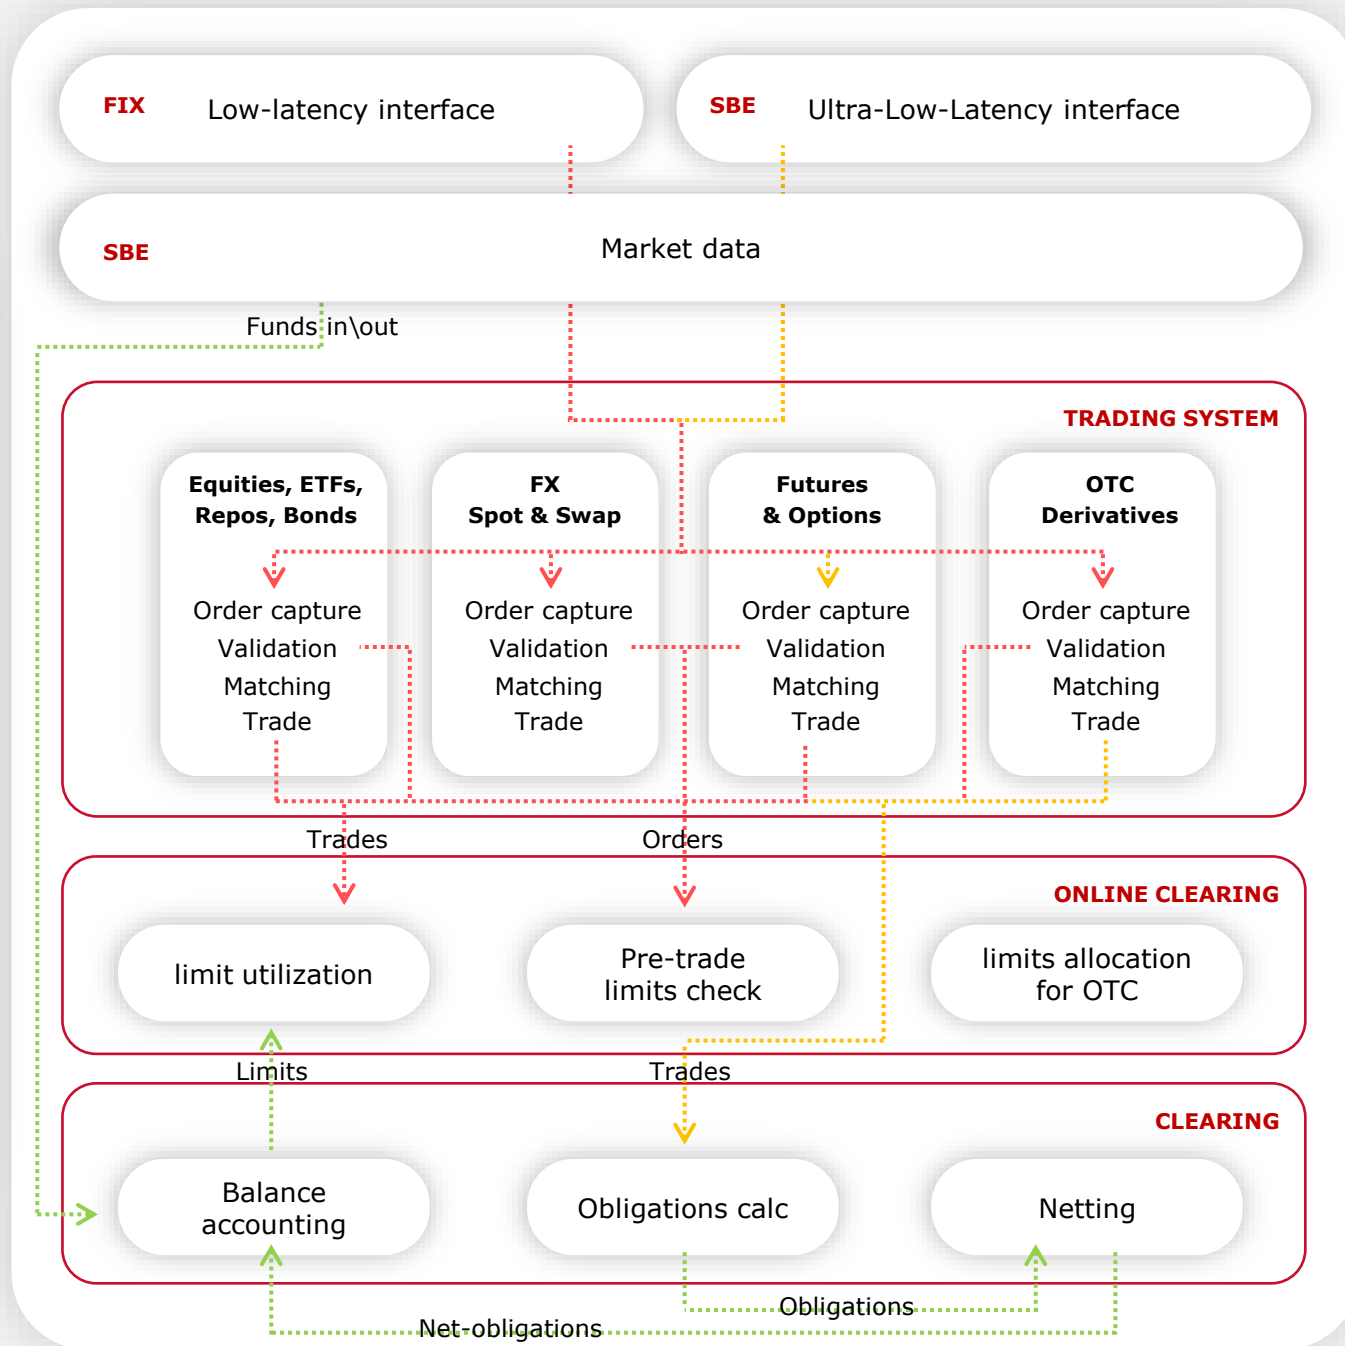 FIX Low-latency interface
SBE Ultra-Low-Latency interface
SBE Market data
Funds in\out
TRADING SYSTEM
Equities, ETFs,
Repos, Bonds
Order capture
Validation
Matching
Trade
FX
Spot & Swap
Order capture
Validation
Matching
Trade
Futures
& Options
Order capture
Validation
Matching
Trade
OTC
Derivatives
Order capture
Validation
Matching
Trade
Trades
Orders
ONLINE CLEARING
limit utilization
Pre-trade
limits check
limits allocation
for OTC
Limits
Trades
CLEARING
Balance
accounting
Obligations calc
Netting
Obligations
Net-obligations